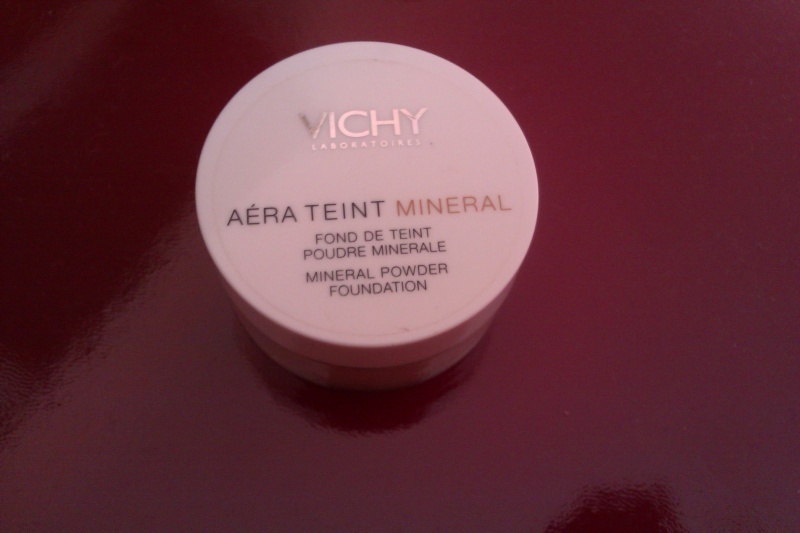 VICHY
LABORATOIRES
AÉRA TEINT MINERAL
FOND DE TEINT
POUDRE MINERALE
MINERAL POWDER
FOUNDATION